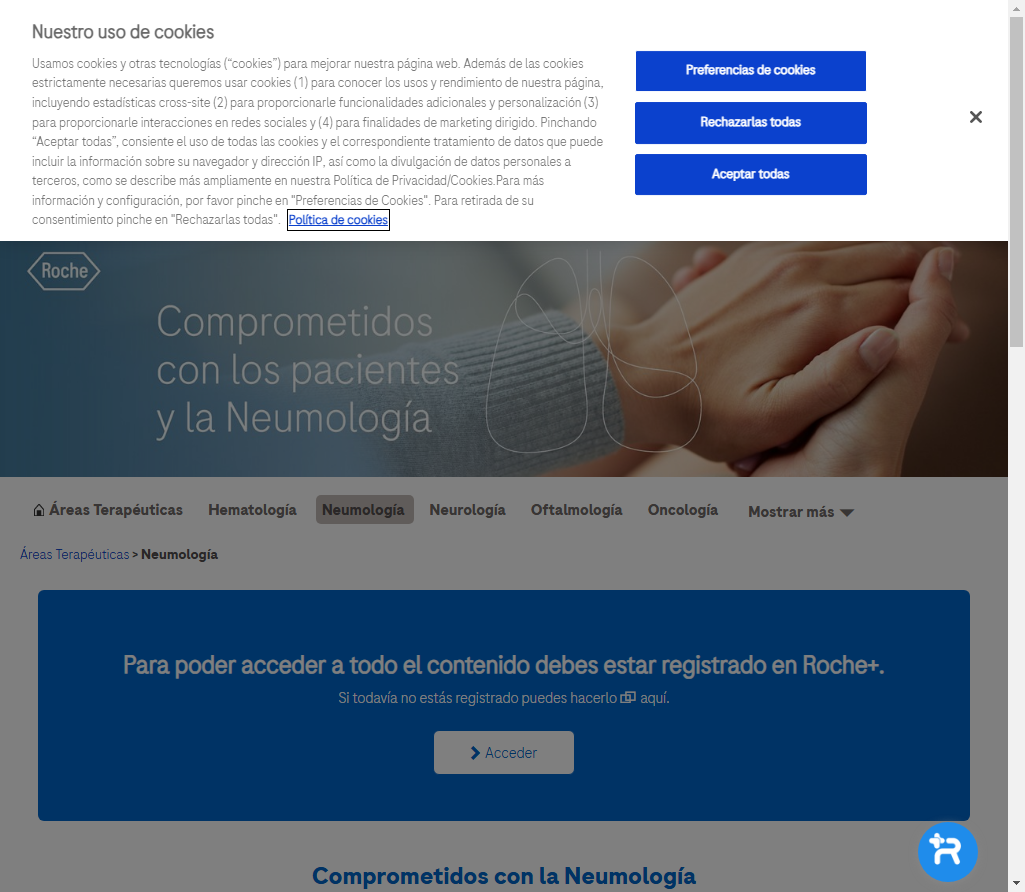 Nuestro uso de cookies
Usamos cookies y otras tecnologías (“cookies”) para mejorar nuestra página web. Además de las cookies
estrictamente necesarias queremos usar cookies (1) para conocer los usos y rendimiento de nuestra página,
incluyendo estadísticas cross-site (2) para proporcionarle funcionalidades adicionales y personalización (3)
para proporcionarle interacciones en redes sociales y (4) para finalidades de marketing dirigido. Pinchando
“Aceptar todas”, consiente el uso de todas las cookies y el correspondiente tratamiento de datos que puede
incluir la información sobre su navegador y dirección IP, así como la divulgación de datos personales a
terceros, como se describe más ampliamente en nuestra Política de Privacidad/Cookies.Para más
información y configuración, por favor pinche en "Preferencias de Cookies". Para retirada de su
consentimiento pinche en "Rechazarlas todas". Política de cookies
Preferencias de cookies
Rechazarlas todas
Aceptar todas
Roche
Comprometidos
con los pacientes
y la Neumología
Áreas Terapéuticas Hematología Neumología Neurología Oftalmología Oncología Mostrar más
Áreas Terapéuticas > Neumología
Para poder acceder a todo el contenido debes estar registrado en Roche+.
Si todavía no estás registrado puedes hacerlo aquí.
Acceder
Comprometidos con la Neumología